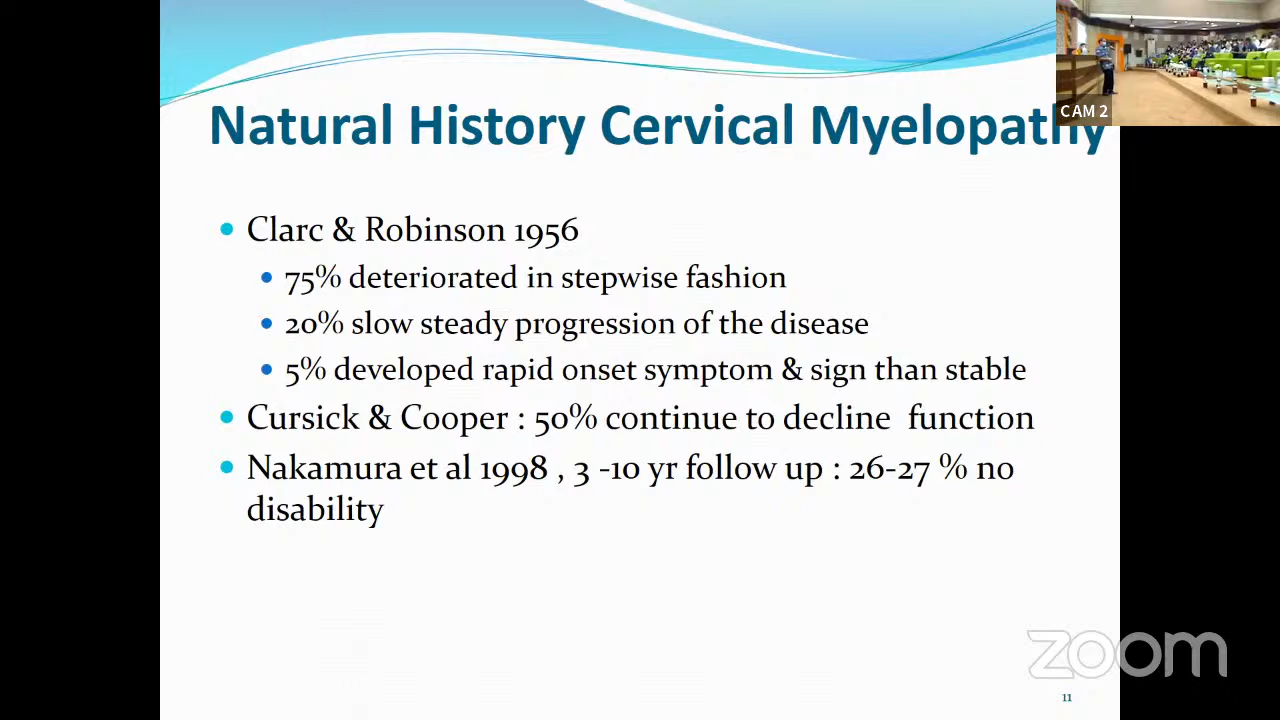 CAM 2
Natural History Cervical Myelopathy
Clarc & Robinson 1956
75% deteriorated in stepwise fashion
20% slow steady progression of the disease
5% developed rapid onset symptom & sign than stable
Cursick & Cooper : 50% continue to decline function
Nakamura et al 1998 , 3 -10 yr follow up : 26-27 % no
disability
zoom
11